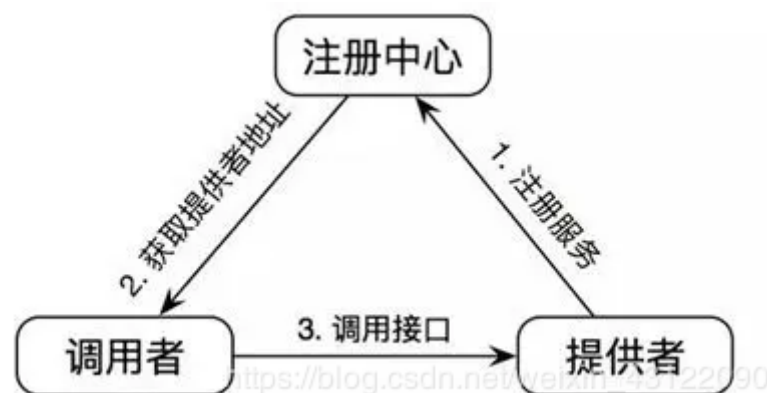 注册中心
2. 获取提供者地址
1. 注册服务
3. 调用接口
调用者
提供者
https://blog.csdn.net/weixin_43122090